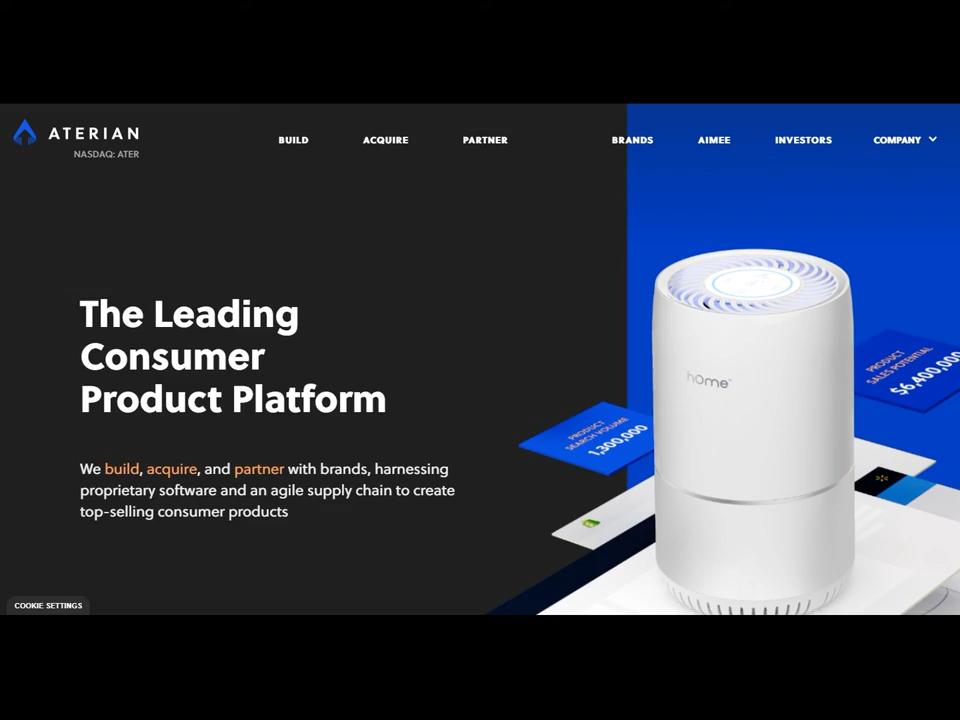 ATERIAN
NASDAQ: ATER
BUILD ACQUIRE PARTNER BRANDS AIMEE INVESTORS COMPANY
The Leading
Consumer
Product Platform
We build, acquire, and partner with brands, harnessing
proprietary software and an agile supply chain to create
top-selling consumer products
home™
PRODUCT
SEARCH VOLUME
1,300,000
PRODUCT
SALES POTENTIAL
$6,400,000
COOKIE SETTINGS